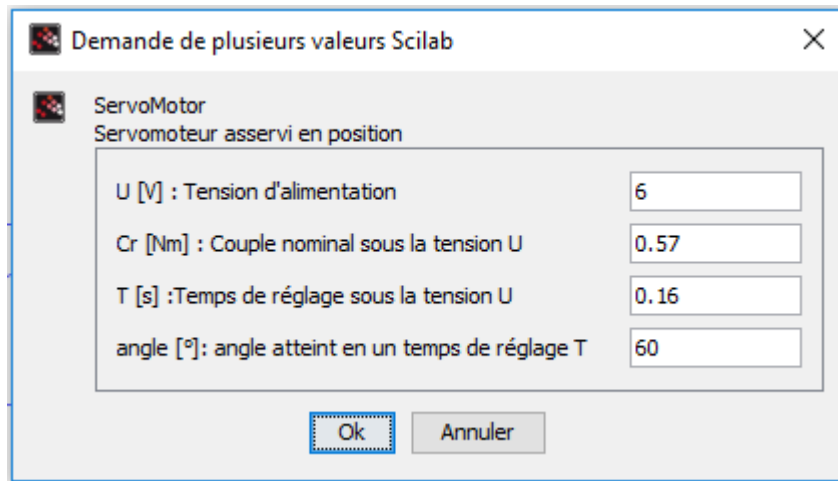 Demande de plusieurs valeurs Scilab
ServoMotor
Servomoteur asservi en position
U [V] : Tension d'alimentation 6
Cr [Nm] : Couple nominal sous la tension U 0.57
T [s] :Temps de réglage sous la tension U 0.16
angle [º]: angle atteint en un temps de réglage T 60
Ok Annuler